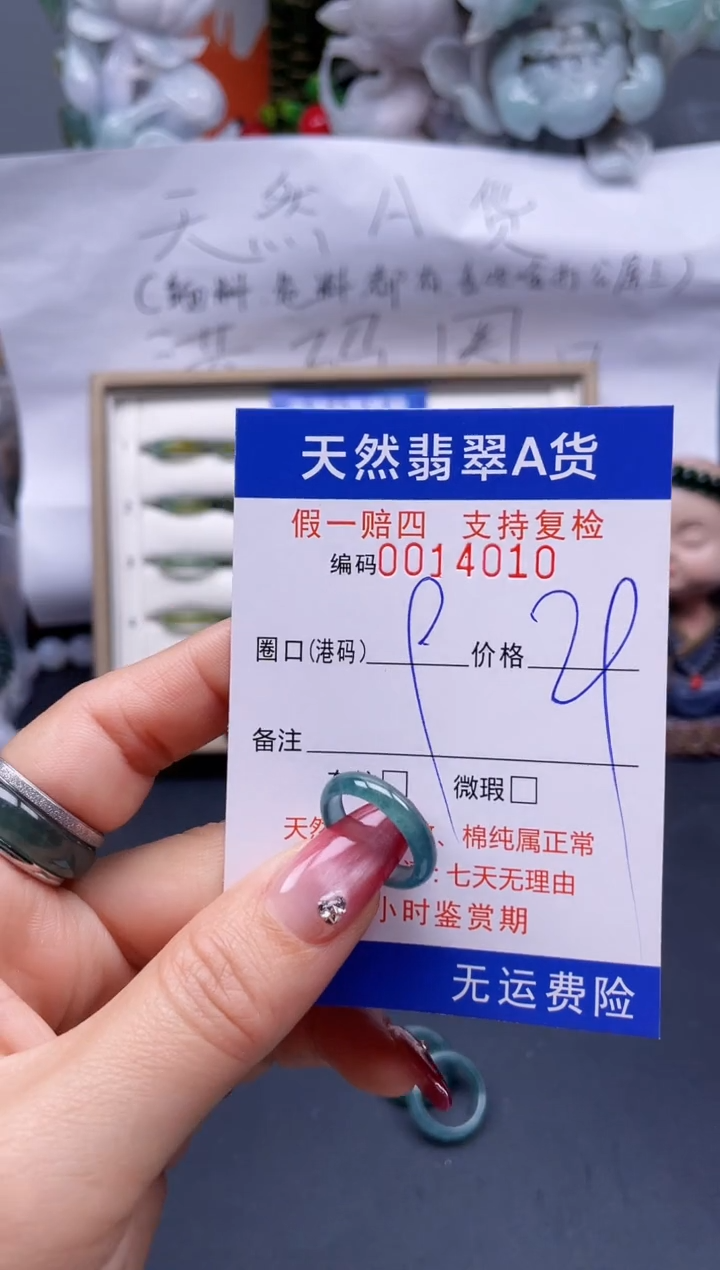 天然A货
港码圈口
天然翡翠A货
假一赔四 支持复检
编码0014010
圈口(港码) 价格
备注
微瑕□
天然 、棉纯属正常
:七天无理由
小时鉴赏期
无运费险